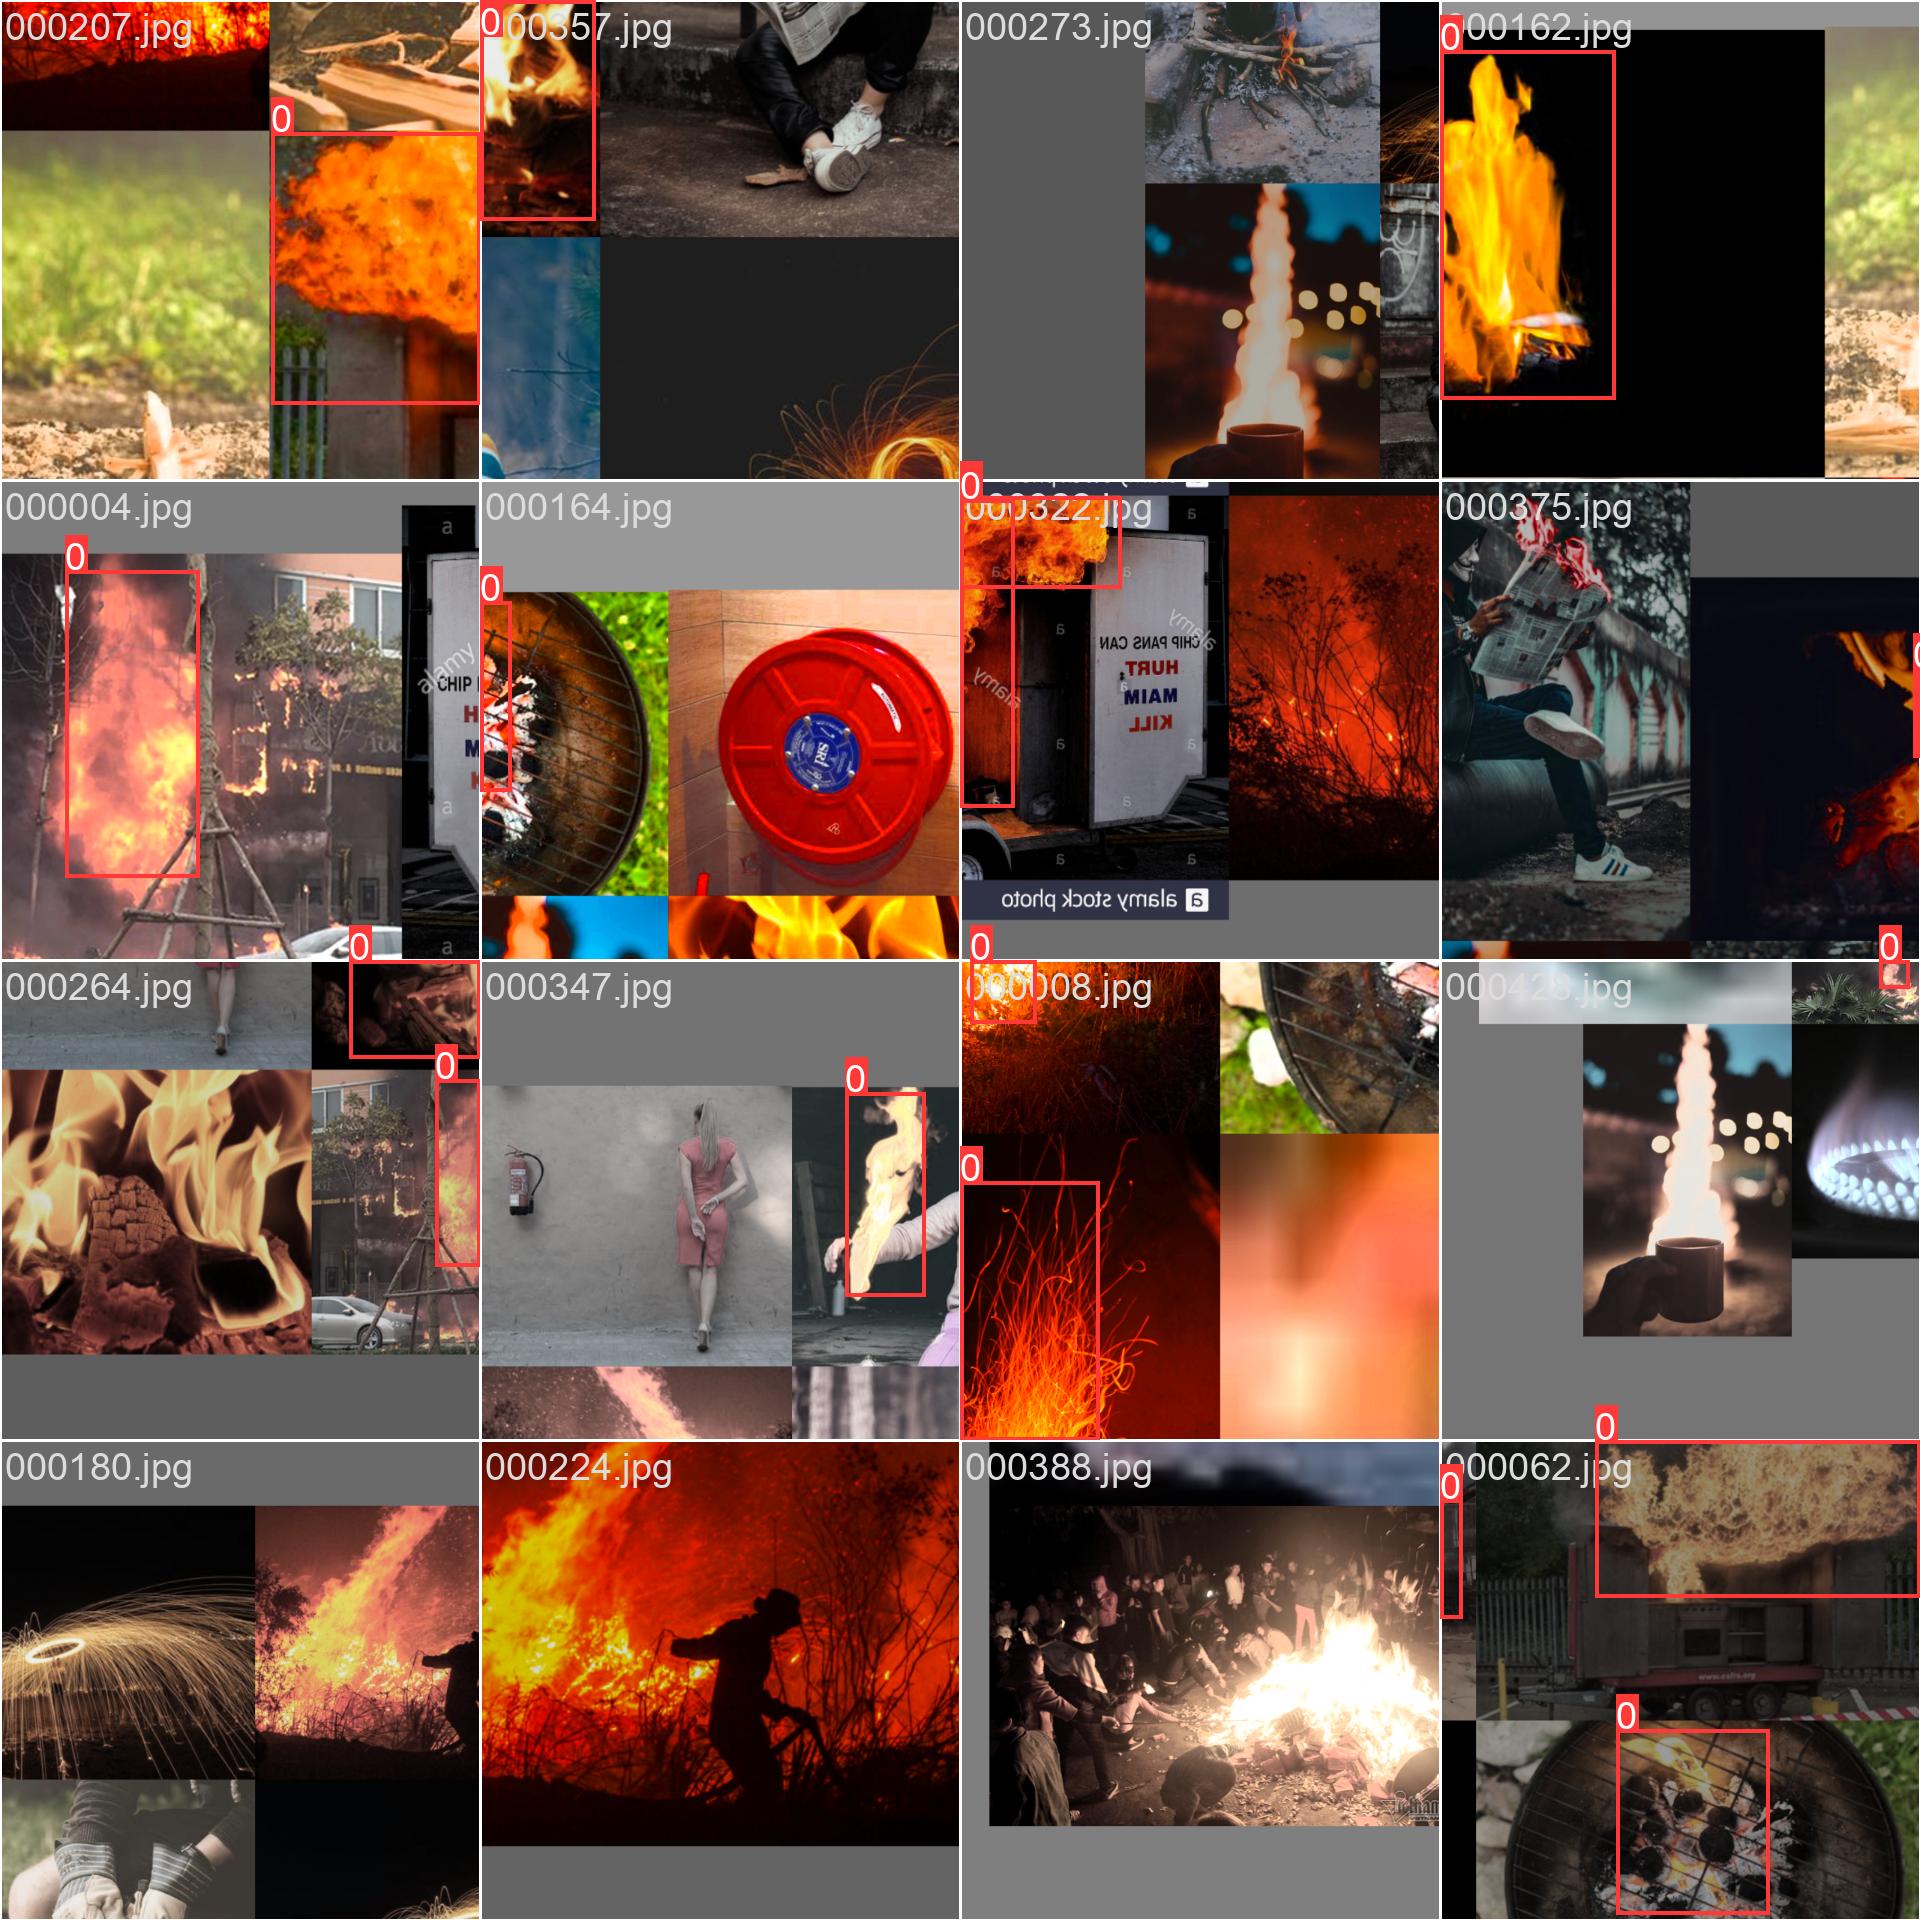 000207.jpg
0
0
000357.jpg
000273.jpg
0
000162.jpg
000004.jpg
0
alamy
a
CHIP
a
a
000164.jpg
0
SRI
0
000322.jpg
a
a
a
alamy
CHIP PANS CAN
HURT
MAIM
KILL
alamy
a
a
a
a
a
a alamy stock photo
000375.jpg
000264.jpg
0
0
000347.jpg
0
000008.jpg
0
0
000428.jpg
0
000180.jpg
000224.jpg
000388.jpg
000062.jpg
0
0
0